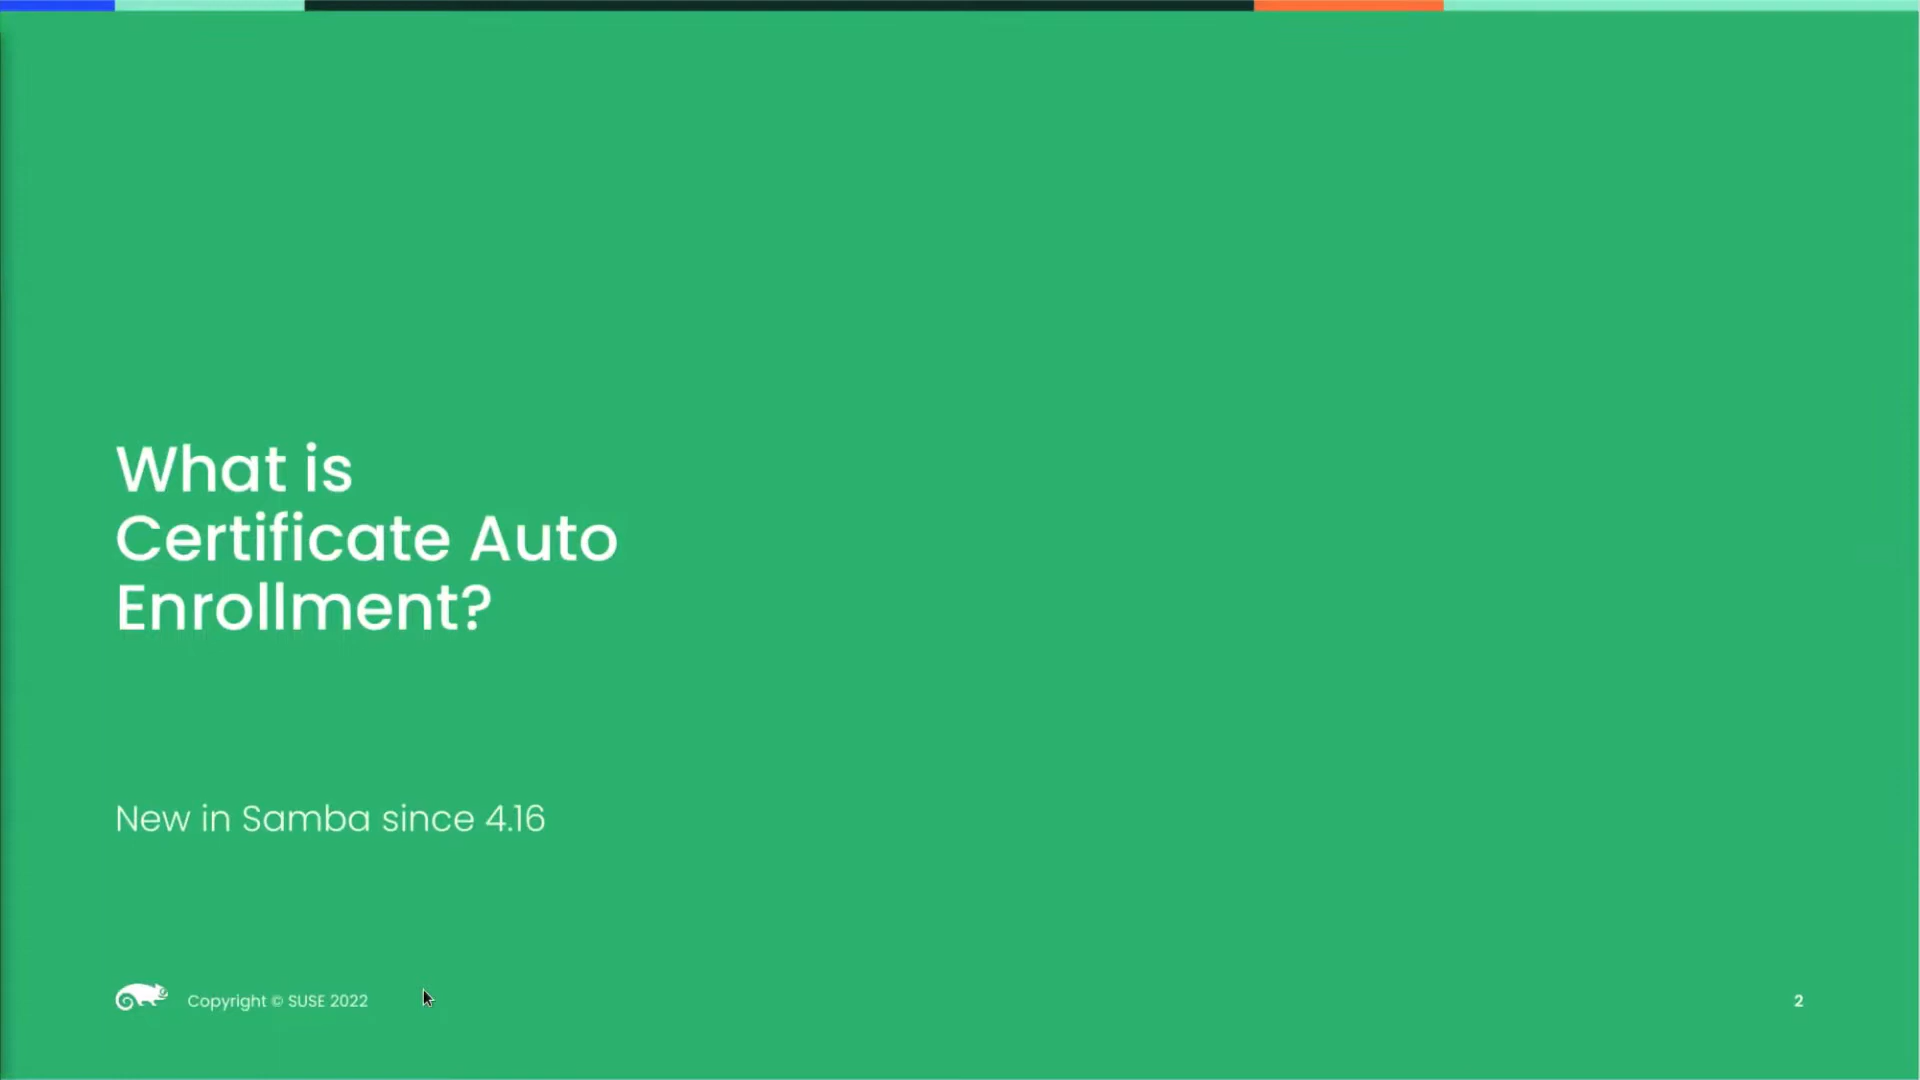 What is
Certificate Auto
Enrollment?
New in Samba since 4.16
Copyright © SUSE 2022
2